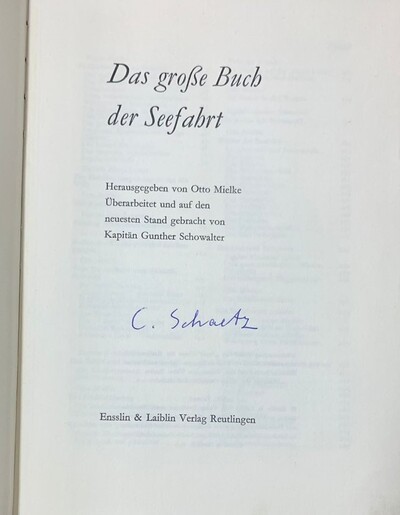 Das große Buch
der Seefahrt
Herausgegeben von Otto Mielke
Überarbeitet und auf den
neuesten Stand gebracht von
Kapitän Gunther Schowalter
C. Schaetz
Ensslin & Laiblin Verlag Reutlingen